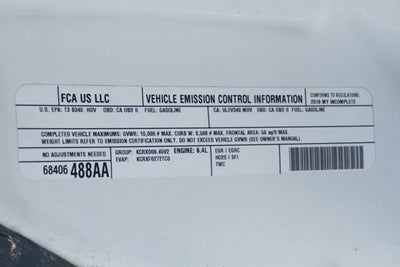 FCA US LLC VEHICLE EMISSION CONTROL INFORMATION
U.S. EPA: T3 8340 HDV OBD: CA OBD II FUEL: GASOLINE CA: ULEV340 MDV OBD: CA OBD II FUEL: GASOLINE CONFORMS TO REGULATIONS:
2019 MY INCOMPLETE
COMPLETED VEHICLE MAXIMUMS: GVWR: 10,000 # MAX. CURB W: 8,500 # MAX. FRONTAL AREA: 58 sq/ft MAX.
WEIGHT LIMITS REFER TO EMISSION CERTIFICATION ONLY. DO NOT EXCEED VEHICLE GVWR (SEE OWNER'S MANUAL).
NO ADJUSTMENTS NEEDED GROUP: KCRXD06.45V2 ENGINE: 6.4L EGR / EGRC
68406 488AA EVAP: KCRXF0272TC0 HO2S / SFI
TWC